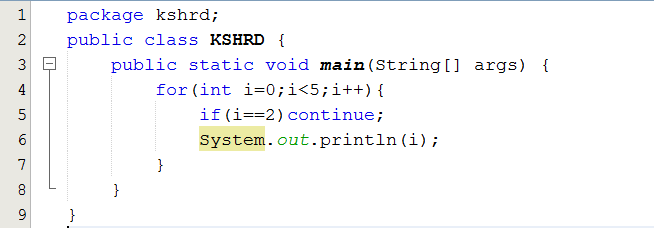 1 package kshrd;
2 public class KSHRD {
3 public static void main(String[] args) {
4 for(int i=0;i<5;i++){
5 if(i==2)continue;
6 System.out.println(i);
7 }
8 }
9 }